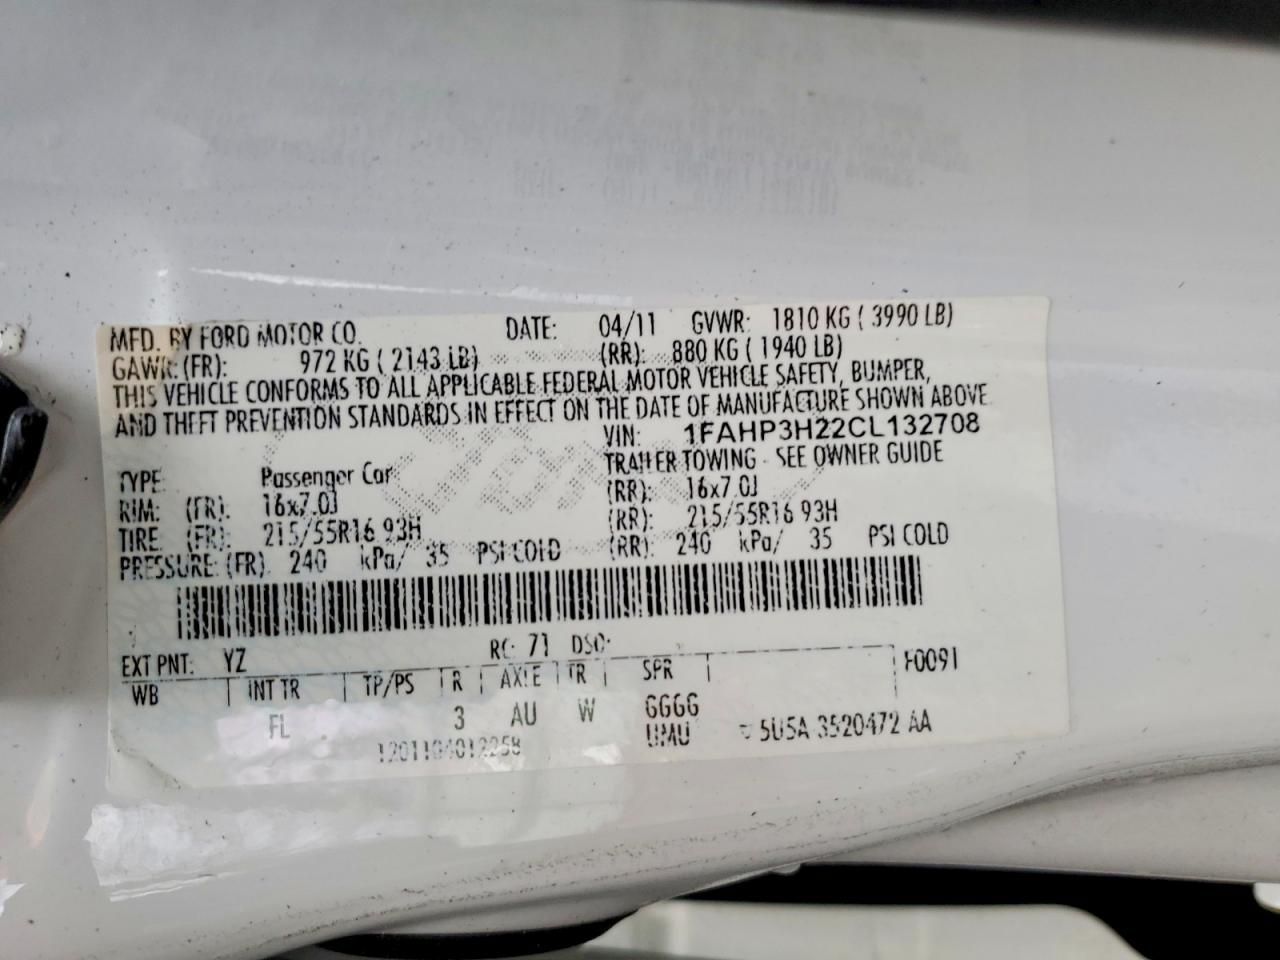 MFD. BY FORD MOTOR CO. DATE: 04/11 GVWR: 1810 KG ( 3990 LB)
GAWR: (FR): 972 KG ( 2143 LB) (RR): 880 KG ( 1940 LB)
THIS VEHICLE CONFORMS TO ALL APPLICABLE FEDERAL MOTOR VEHICLE SAFETY, BUMPER,
AND THEFT PREVENTION STANDARDS IN EFFECT ON THE DATE OF MANUFACTURE SHOWN ABOVE
VIN: 1FAHP3H22CL132708
TYPE: Passenger Car TRAILER TOWING - SEE OWNER GUIDE
RIM: (FR): 16x7.0J (RR): 16x7.0J
TIRE (FR): 215/55R16 93H (RR): 215/55R16 93H
PRESSURE: (FR) 240 kPa/ 35 PSI COLD (RR): 240 kPa/ 35 PSI COLD
EXT PNT: YZ RC: 71 DSO: F0091
WB INT TR TP/PS R AXLE TR SPR
FL 3 AU W GGGG
1201104012258 UMU 5U5A-3520472 AA